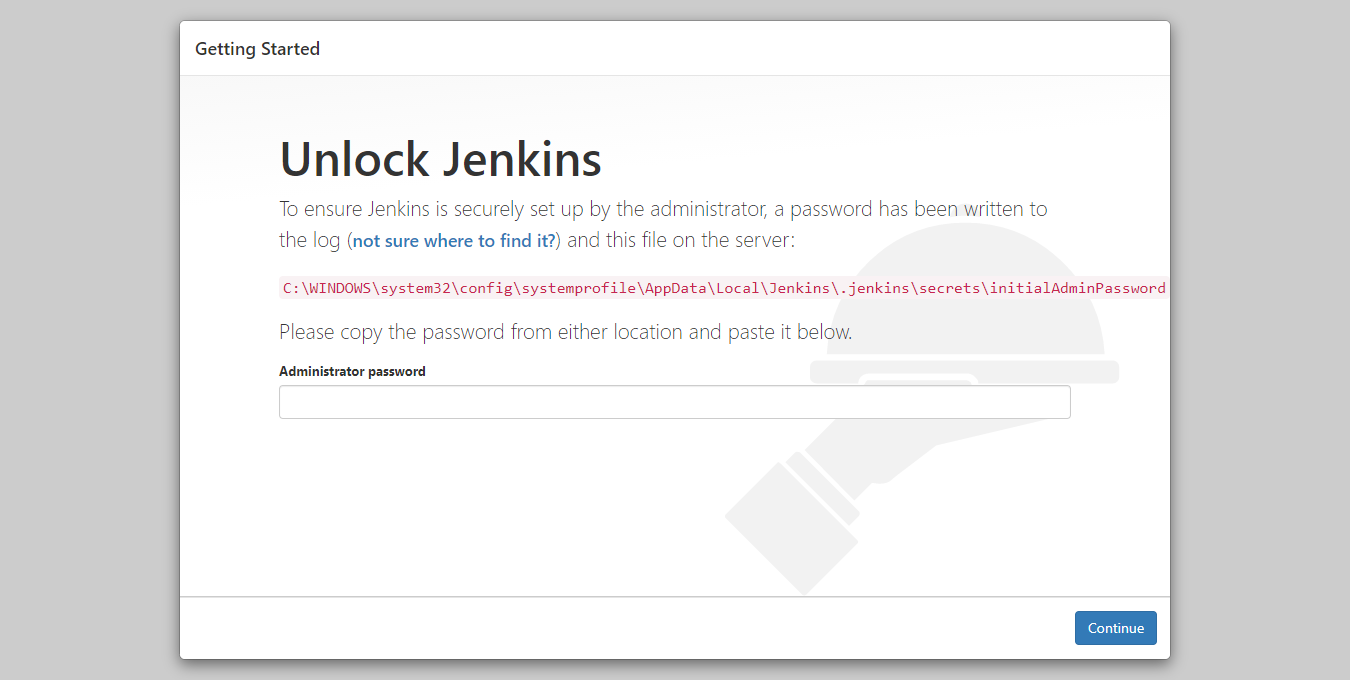 Getting Started
Unlock Jenkins
To ensure Jenkins is securely set up by the administrator, a password has been written to
the log (not sure where to find it?) and this file on the server:
C:\WINDOWS\system32\config\systemprofile\AppData\Local\Jenkins\.jenkins\secrets\initialAdminPassword
Please copy the password from either location and paste it below.
Administrator password
Continue